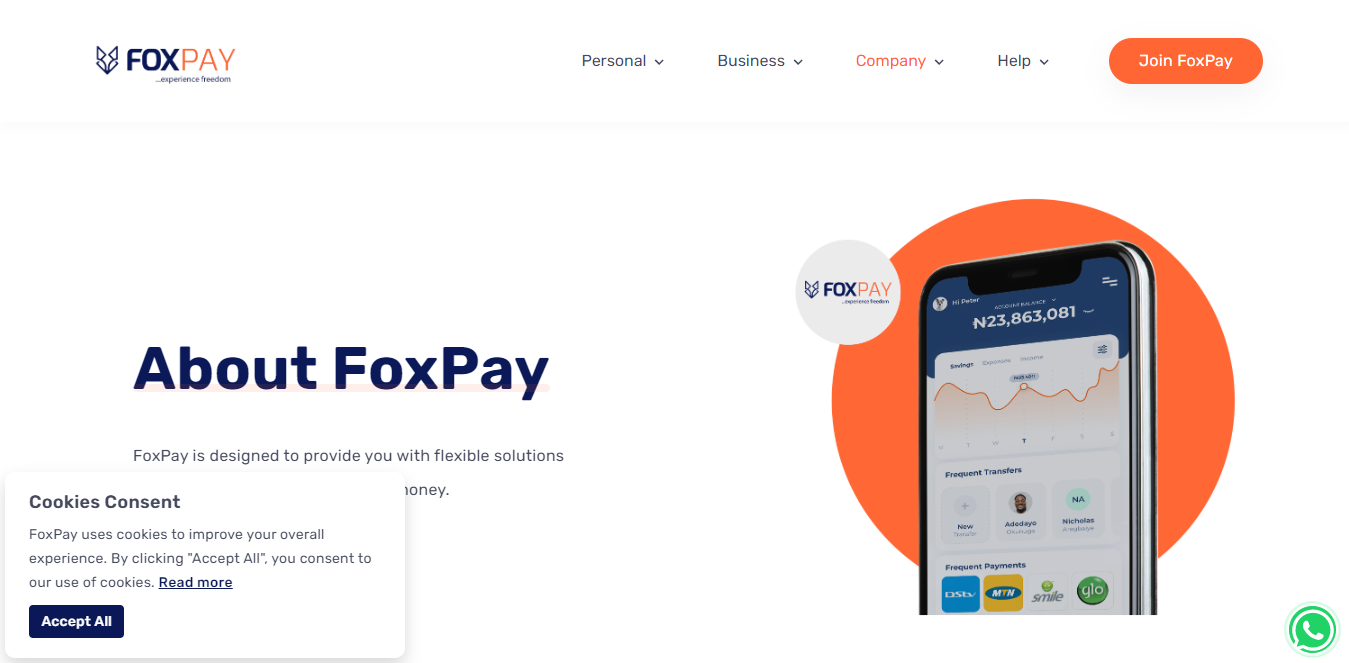 FOXPAY
...experience freedom
Personal
Business
Company
Help
Join FoxPay
About FoxPay
FoxPay is designed to provide you with flexible solutions
money.
Cookies Consent
FoxPay uses cookies to improve your overall
experience. By clicking "Accept All", you consent to
our use of cookies. Read more
Accept All
FOXPAY
...experience freedom
Hi Peter
ACCOUNT BALANCE
₦23,863,081
Savings Expenses Income
M T W T F S S
Frequent Transfers
New
Transfer
Adedayo
Ogunuga
NA
Nicholas
Aregbaiye
Frequent Payments
DStv
MTN
smile
glo